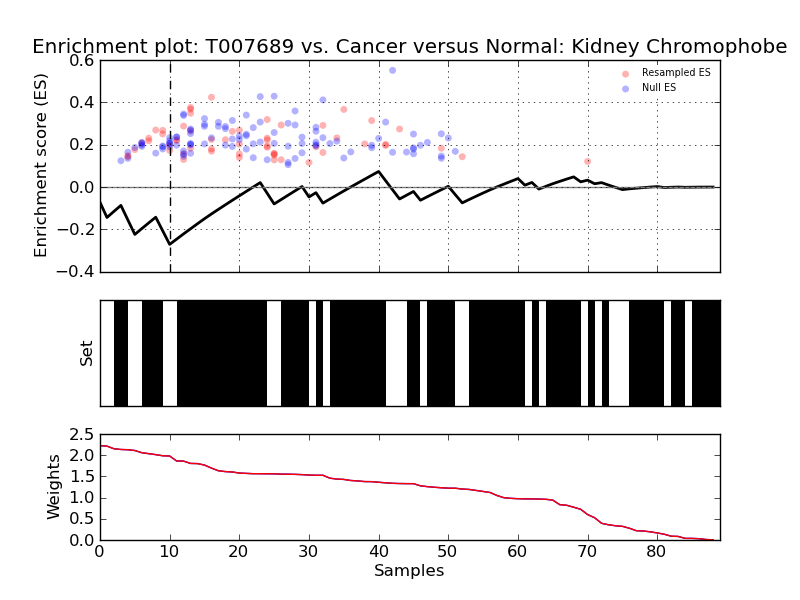 Enrichment plot: T007689 vs. Cancer versus Normal: Kidney Chromophobe
0.6
0.4
0.2
0.0
−0.2
−0.4
Enrichment score (ES)
Resampled ES
Null ES
Set
2.5
2.0
1.5
1.0
0.5
0.0
Weights
0 10 20 30 40 50 60 70 80
Samples